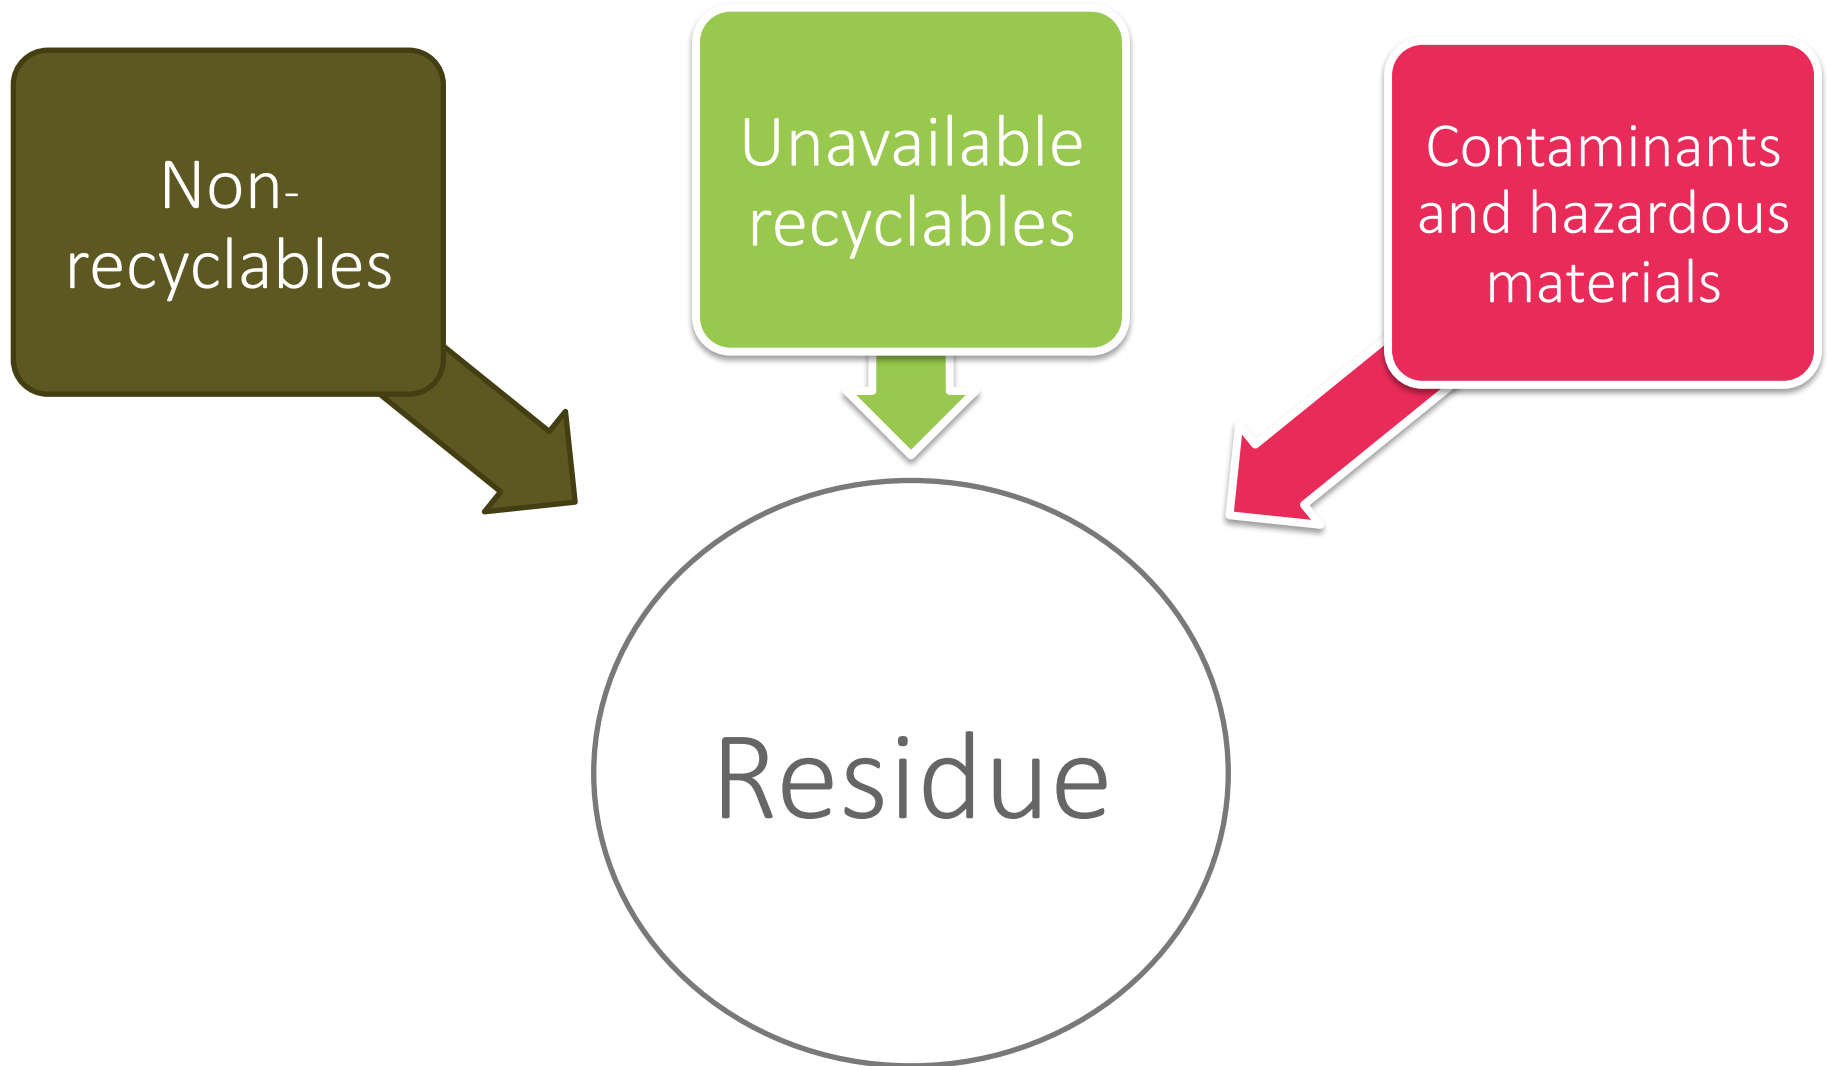 Non-
recyclables
Unavailable
recyclables
Contaminants
and hazardous
materials
Residue